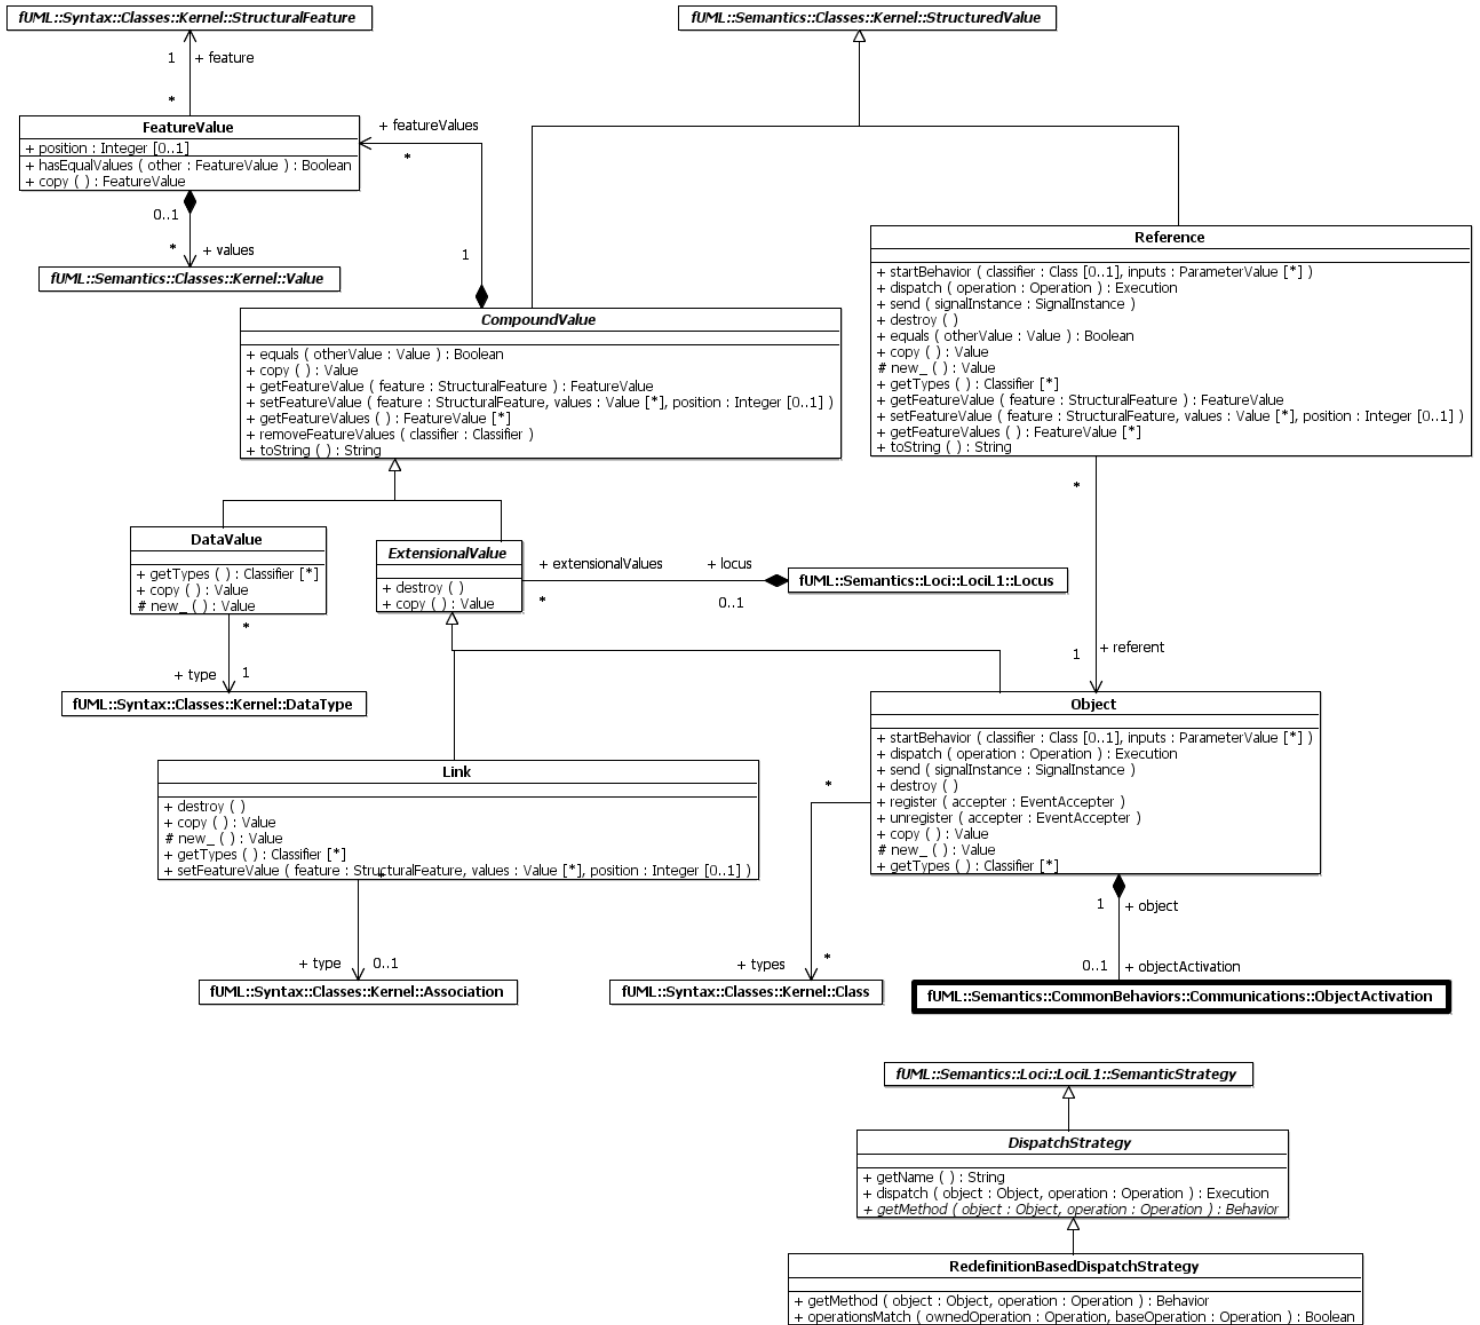 fUML::Syntax::Classes::Kernel::StructuralFeature
fUML::Semantics::Classes::Kernel::StructuredValue
1
+ feature
*
FeatureValue
+ position : Integer [0..1]
+ hasEqualValues ( other : FeatureValue ) : Boolean
+ copy ( ) : FeatureValue
+ featureValues
*
0..1
*
+ values
fUML::Semantics::Classes::Kernel::Value
1
Reference
+ startBehavior ( classifier : Class [0..1], inputs : ParameterValue [*] )
+ dispatch ( operation : Operation ) : Execution
+ send ( signalInstance : SignalInstance )
+ destroy ( )
+ equals ( otherValue : Value ) : Boolean
+ copy ( ) : Value
# new_ ( ) : Value
+ getTypes ( ) : Classifier [*]
+ getFeatureValue ( feature : StructuralFeature ) : FeatureValue
+ setFeatureValue ( feature : StructuralFeature, values : Value [*], position : Integer [0..1] )
+ getFeatureValues ( ) : FeatureValue [*]
+ toString ( ) : String
CompoundValue
+ equals ( otherValue : Value ) : Boolean
+ copy ( ) : Value
+ getFeatureValue ( feature : StructuralFeature ) : FeatureValue
+ setFeatureValue ( feature : StructuralFeature, values : Value [*], position : Integer [0..1] )
+ getFeatureValues ( ) : FeatureValue [*]
+ removeFeatureValues ( classifier : Classifier )
+ toString ( ) : String
*
1
+ referent
DataValue
+ getTypes ( ) : Classifier [*]
+ copy ( ) : Value
# new_ ( ) : Value
*
+ type
1
fUML::Syntax::Classes::Kernel::DataType
ExtensionalValue
+ destroy ( )
+ copy ( ) : Value
+ extensionalValues
+ locus
*
0..1
fUML::Semantics::Loci::LociL1::Locus
Object
+ startBehavior ( classifier : Class [0..1], inputs : ParameterValue [*] )
+ dispatch ( operation : Operation ) : Execution
+ send ( signalInstance : SignalInstance )
+ destroy ( )
+ register ( accepter : EventAccepter )
+ unregister ( accepter : EventAccepter )
+ copy ( ) : Value
# new_ ( ) : Value
+ getTypes ( ) : Classifier [*]
Link
+ destroy ( )
+ copy ( ) : Value
# new_ ( ) : Value
+ getTypes ( ) : Classifier [*]
+ setFeatureValue ( feature : StructuralFeature, values : Value [*], position : Integer [0..1] )
*
+ type
0..1
fUML::Syntax::Classes::Kernel::Association
*
+ types
*
fUML::Syntax::Classes::Kernel::Class
1
+ object
0..1
+ objectActivation
fUML::Semantics::CommonBehaviors::Communications::ObjectActivation
fUML::Semantics::Loci::LociL1::SemanticStrategy
DispatchStrategy
+ getName ( ) : String
+ dispatch ( object : Object, operation : Operation ) : Execution
+ getMethod ( object : Object, operation : Operation ) : Behavior
RedefinitionBasedDispatchStrategy
+ getMethod ( object : Object, operation : Operation ) : Behavior
+ operationsMatch ( ownedOperation : Operation, baseOperation : Operation ) : Boolean